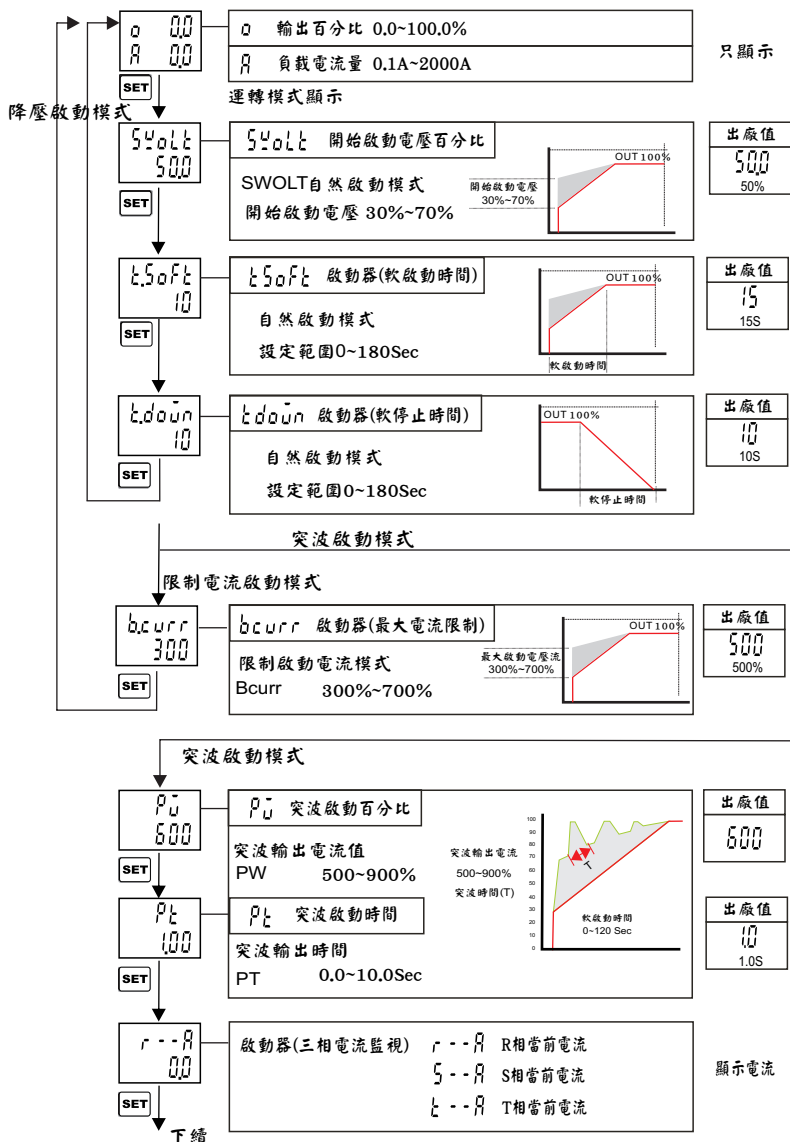 o 0.0
A 0.0
o 輸出百分比 0.0~100.0%
A 負載電流量 0.1A~2000A
只顯示
SET
運轉模式顯示
降壓啟動模式
SVolt
50.0
SVolt 開始啟動電壓百分比
SWOLT自然啟動模式
開始啟動電壓 30%~70%
開始啟動電壓
30%~70%
OUT 100%
出廠值
50.0
50%
SET
t.Soft
10
tSoft 啟動器(軟啟動時間)
自然啟動模式
設定範圍0~180Sec
OUT 100%
軟啟動時間
出廠值
15
15S
SET
t.down
10
tdown 啟動器(軟停止時間)
自然啟動模式
設定範圍0~180Sec
OUT 100%
軟停止時間
出廠值
10
10S
SET
突波啟動模式
限制電流啟動模式
b.curr
300
bcurr 啟動器(最大電流限制)
限制啟動電流模式
Bcurr 300%~700%
最大啟動電壓流
300%~700%
OUT 100%
出廠值
500
500%
SET
突波啟動模式
Pw
600
Pw 突波啟動百分比
突波輸出電流值
PW 500~900%
突波輸出電流
500~900%
突波時間(T)
100
90
80
70
60
50
40
30
20
10
0
T
軟啟動時間
0~120 Sec
出廠值
600
SET
Pt
1.00
Pt 突波啟動時間
突波輸出時間
PT 0.0~10.0Sec
出廠值
1.0
1.0S
SET
r--A
0.0
啟動器(三相電流監視) r--A R相當前電流
S--A S相當前電流
t--A T相當前電流
顯示電流
SET
下續